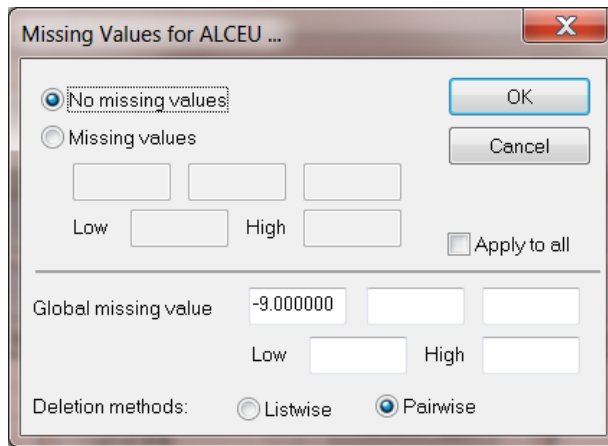 Missing Values for ALCEU ...
No missing values
OK
Missing values
Cancel
Low High
Apply to all
Global missing value -9.000000
Low High
Deletion methods: Listwise Pairwise